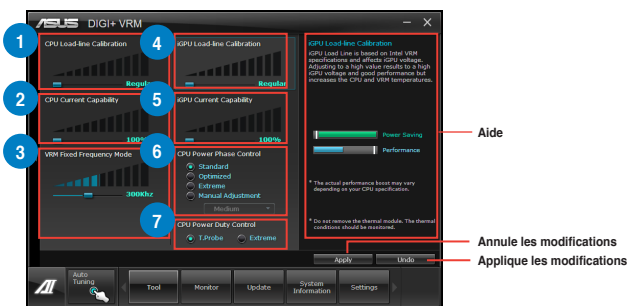 ASUS DIGI+ VRM
1
CPU Load-line Calibration
Regular
2
CPU Current Capability
100%
3
VRM Fixed Frequency Mode
300Khz
4
iGPU Load-line Calibration
Regular
5
iGPU Current Capability
100%
6
CPU Power Phase Control
Standard
Optimized
Extreme
Manual Adjustment
Medium
7
CPU Power Duty Control
T.Probe Extreme
iGPU Load-line Calibration
iGPU Load Line is based on Intel VRM
specifications and affects iGPU voltage.
Adjusting to a high value results to a high
iGPU voltage and good performance but
increases the CPU and VRM temperatures.
Power Saving
Performance
* The actual performance boost may vary
depending on your CPU specification.
* Do not remove the thermal module. The thermal
conditions should be monitored.
Aide
Apply Undo
Annule les modifications
Applique les modifications
Auto
Tuning
Tool
Monitor
Update
System
Information
Settings